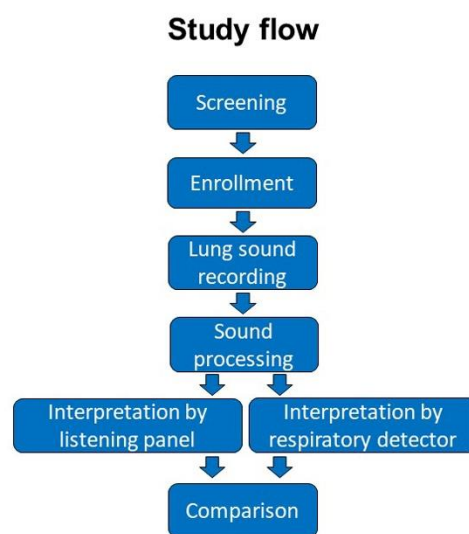 Study flow
Screening
Enrollment
Lung sound
recording
Sound
processing
Interpretation by
listening panel
Interpretation by
respiratory detector
Comparison